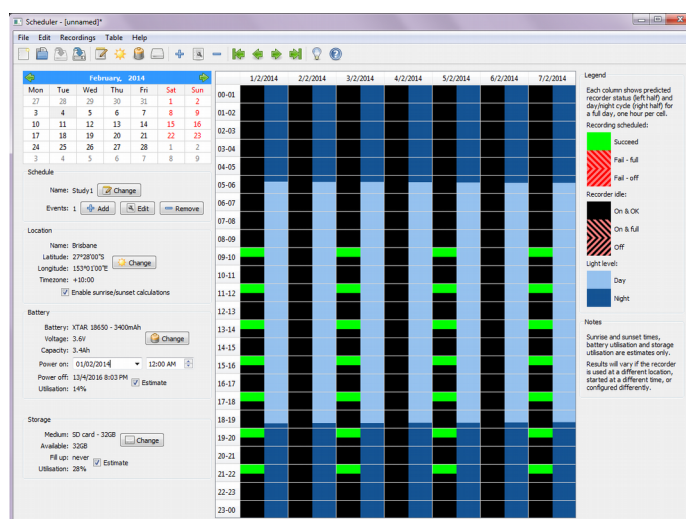 Scheduler - [unnamed]*
File Edit Recordings Table Help
February, 2014
Mon Tue Wed Thu Fri Sat Sun
27 28 29 30 31 1 2
3 4 5 6 7 8 9
10 11 12 13 14 15 16
17 18 19 20 21 22 23
24 25 26 27 28 1 2
3 4 5 6 7 8 9
Schedule
Name: Study1 Change
Events: 1 Add Edit Remove
Location
Name: Brisbane
Latitude: 27°28'00"S
Longitude: 153°01'00"E
Change
Timezone: +10:00
Enable sunrise/sunset calculations
Battery
Battery: XTAR 18650 - 3400mAh
Voltage: 3.6V
Change
Capacity: 3.4Ah
Power on: 01/02/2014 12:00 AM
Power off: 13/4/2016 8:03 PM
Estimate
Utilisation: 14%
Storage
Medium: SD card - 32GB
Change
Available: 32GB
Fill up: never
Estimate
Utilisation: 28%
1/2/2014 2/2/2014 3/2/2014 4/2/2014 5/2/2014 6/2/2014 7/2/2014
00-01
01-02
02-03
03-04
04-05
05-06
06-07
07-08
08-09
09-10
10-11
11-12
12-13
13-14
14-15
15-16
16-17
17-18
18-19
19-20
20-21
21-22
22-23
23-00
Legend
Each column shows predicted
recorder status (left half) and
day/night cycle (right half) for
a full day, one hour per cell.
Recording scheduled:
Succeed
Fail - full
Fail - off
Recorder idle:
On & OK
On & full
Off
Light level:
Day
Night
Notes
Sunrise and sunset times,
battery utilisation and storage
utilisation are estimates only.
Results will vary if the recorder
is used at a different location,
started at a different time, or
configured differently.